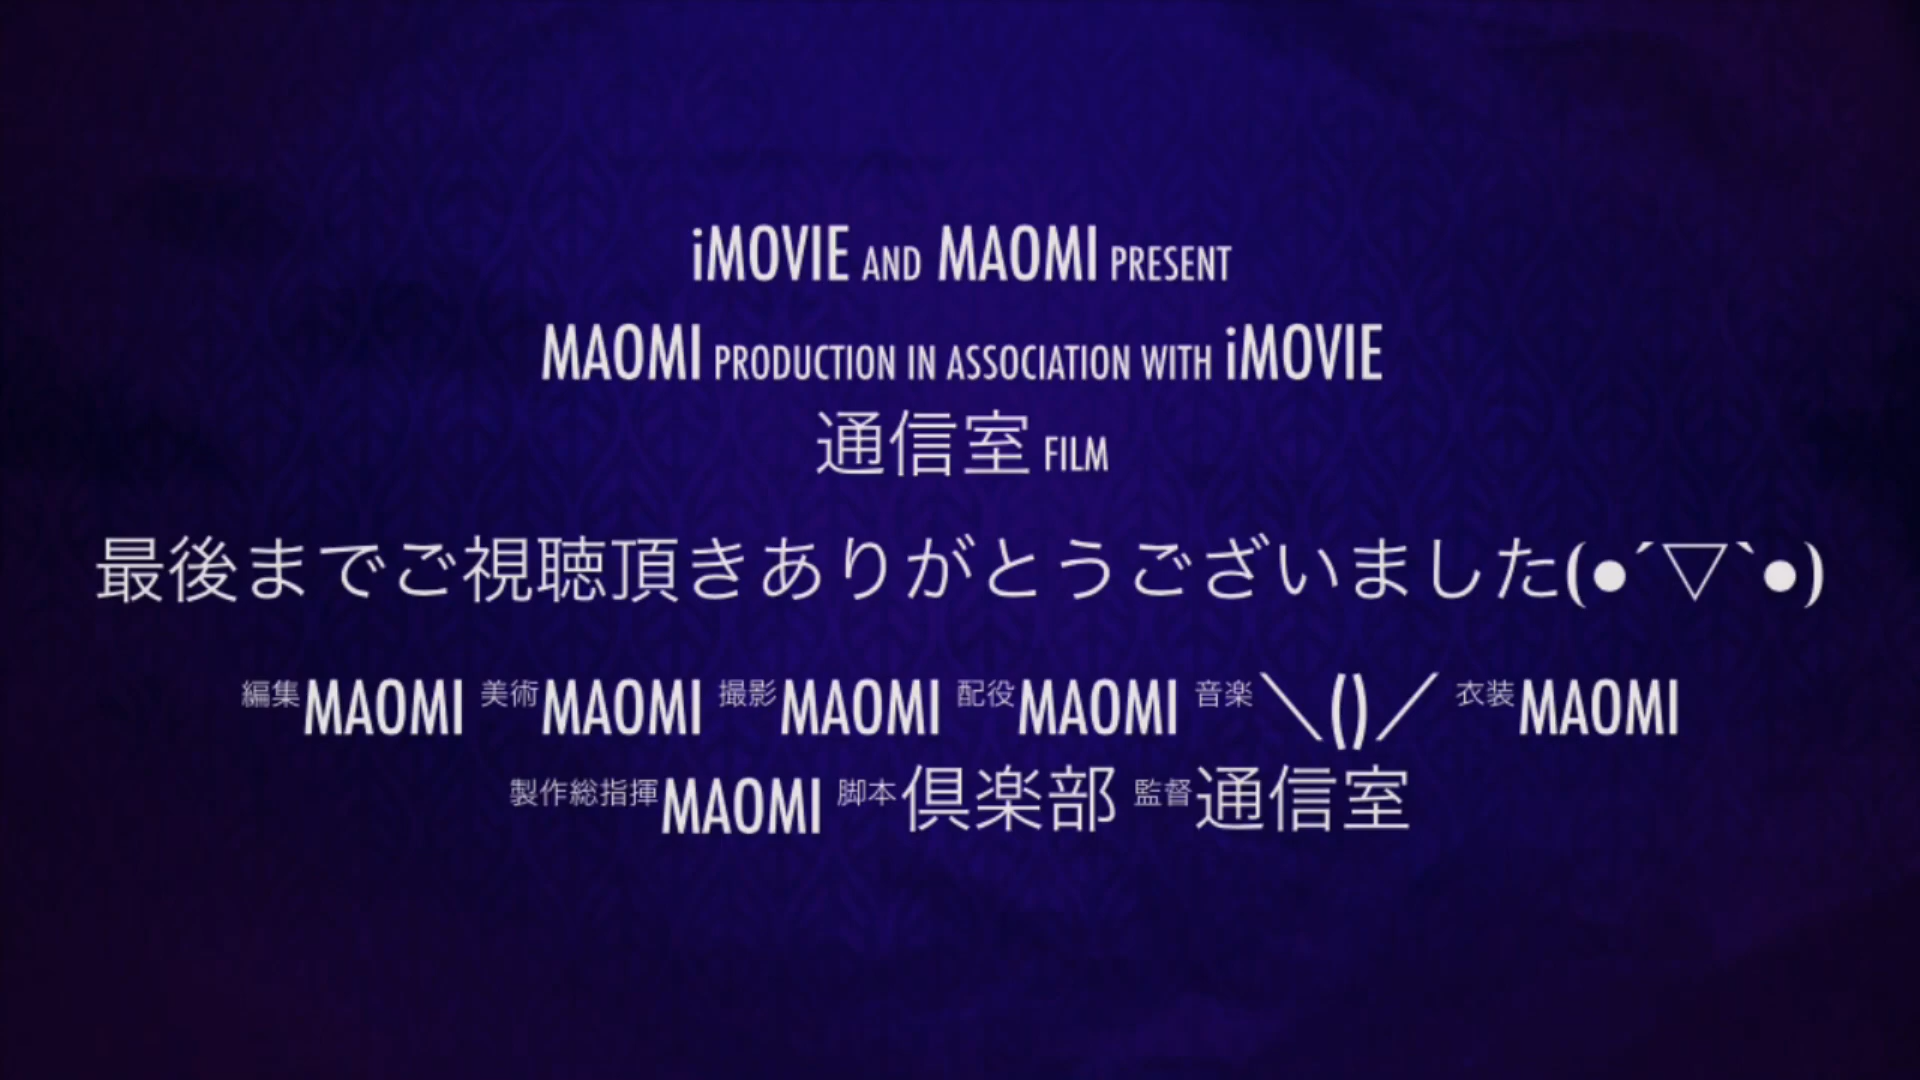 iMOVIE AND MAOMI PRESENT
MAOMI PRODUCTION IN ASSOCIATION WITH iMOVIE
通信室 FILM
最後までご視聴頂きありがとうございました(●´▽`●)
編集MAOMI 美術MAOMI 撮影MAOMI 配役MAOMI 音楽＼()／ 衣装MAOMI
製作総指揮MAOMI 脚本倶楽部 監督通信室